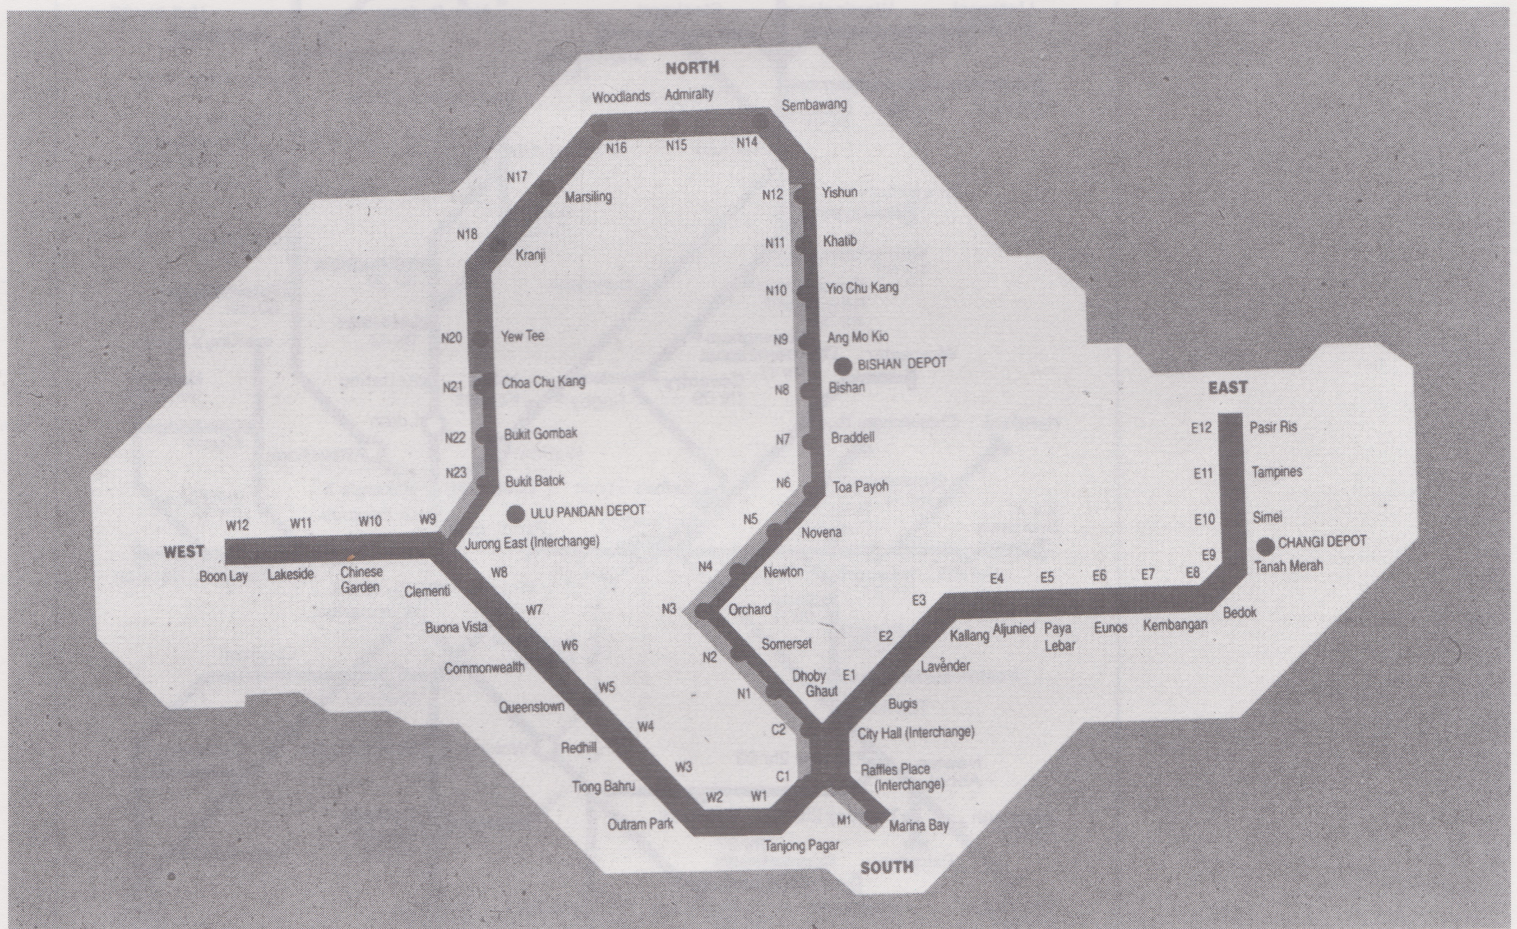 NORTH
Woodlands
Admiralty
Sembawang
N16
N15
N14
N17
Marsiling
N12
Yishun
N18
Kranji
N11
Khatib
N10
Yio Chu Kang
N20
Yew Tee
N9
Ang Mo Kio
BISHAN DEPOT
N21
Choa Chu Kang
N8
Bishan
EAST
N22
Bukit Gombak
N7
Braddell
E12
Pasir Ris
N23
Bukit Batok
N6
Toa Payoh
E11
Tampines
ULU PANDAN DEPOT
N5
Novena
E10
Simei
CHANGI DEPOT
W12
W11
W10
W9
WEST
Jurong East (Interchange)
Boon Lay
Lakeside
Chinese
Garden
Clementi
W8
N4
Newton
E9
Tanah Merah
E4
E5
E6
E7
E8
N3
Orchard
E3
Bedok
Buona Vista
W7
Kallang
Aljunied
Paya
Lebar
Eunos
Kembangan
Commonwealth
W6
N2
Somerset
E2
Lavender
Queenstown
W5
N1
Dhoby
Ghaut
E1
Bugis
Redhill
W4
C2
City Hall (Interchange)
Tiong Bahru
W3
C1
Raffles Place
(Interchange)
Outram Park
W2
W1
M1
Marina Bay
Tanjong Pagar
SOUTH